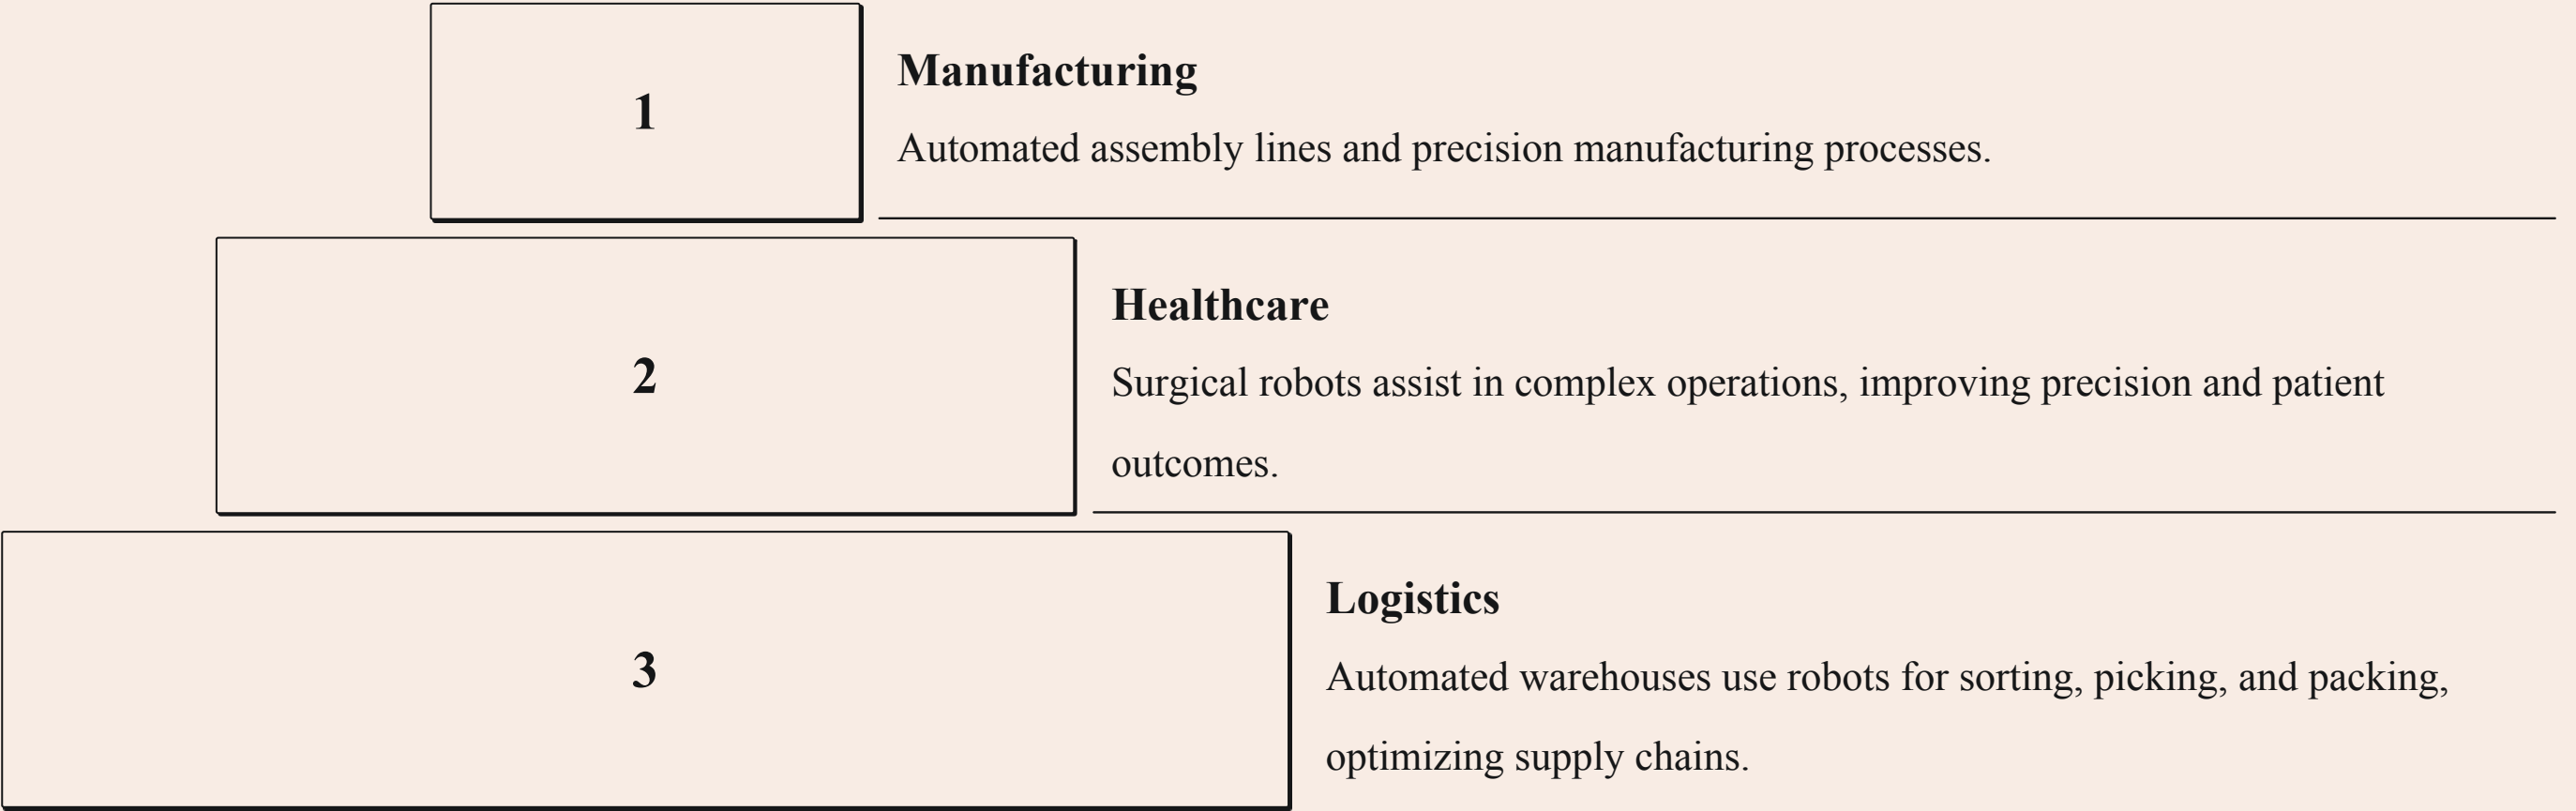 1
Manufacturing
Automated assembly lines and precision manufacturing processes.
2
Healthcare
Surgical robots assist in complex operations, improving precision and patient
outcomes.
3
Logistics
Automated warehouses use robots for sorting, picking, and packing,
optimizing supply chains.